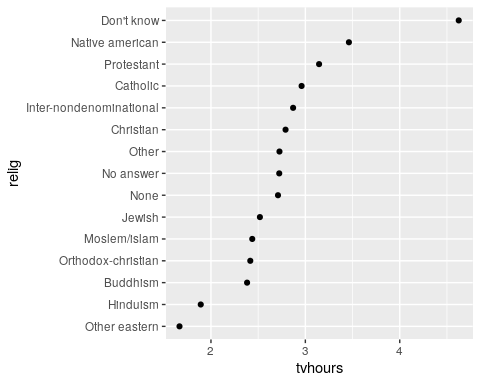 Don't know
Native american
Protestant
Catholic
Inter-nondenominational
Christian
Other
No answer
None
Jewish
Moslem/islam
Orthodox-christian
Buddhism
Hinduism
Other eastern
relig
2 3 4
tvhours